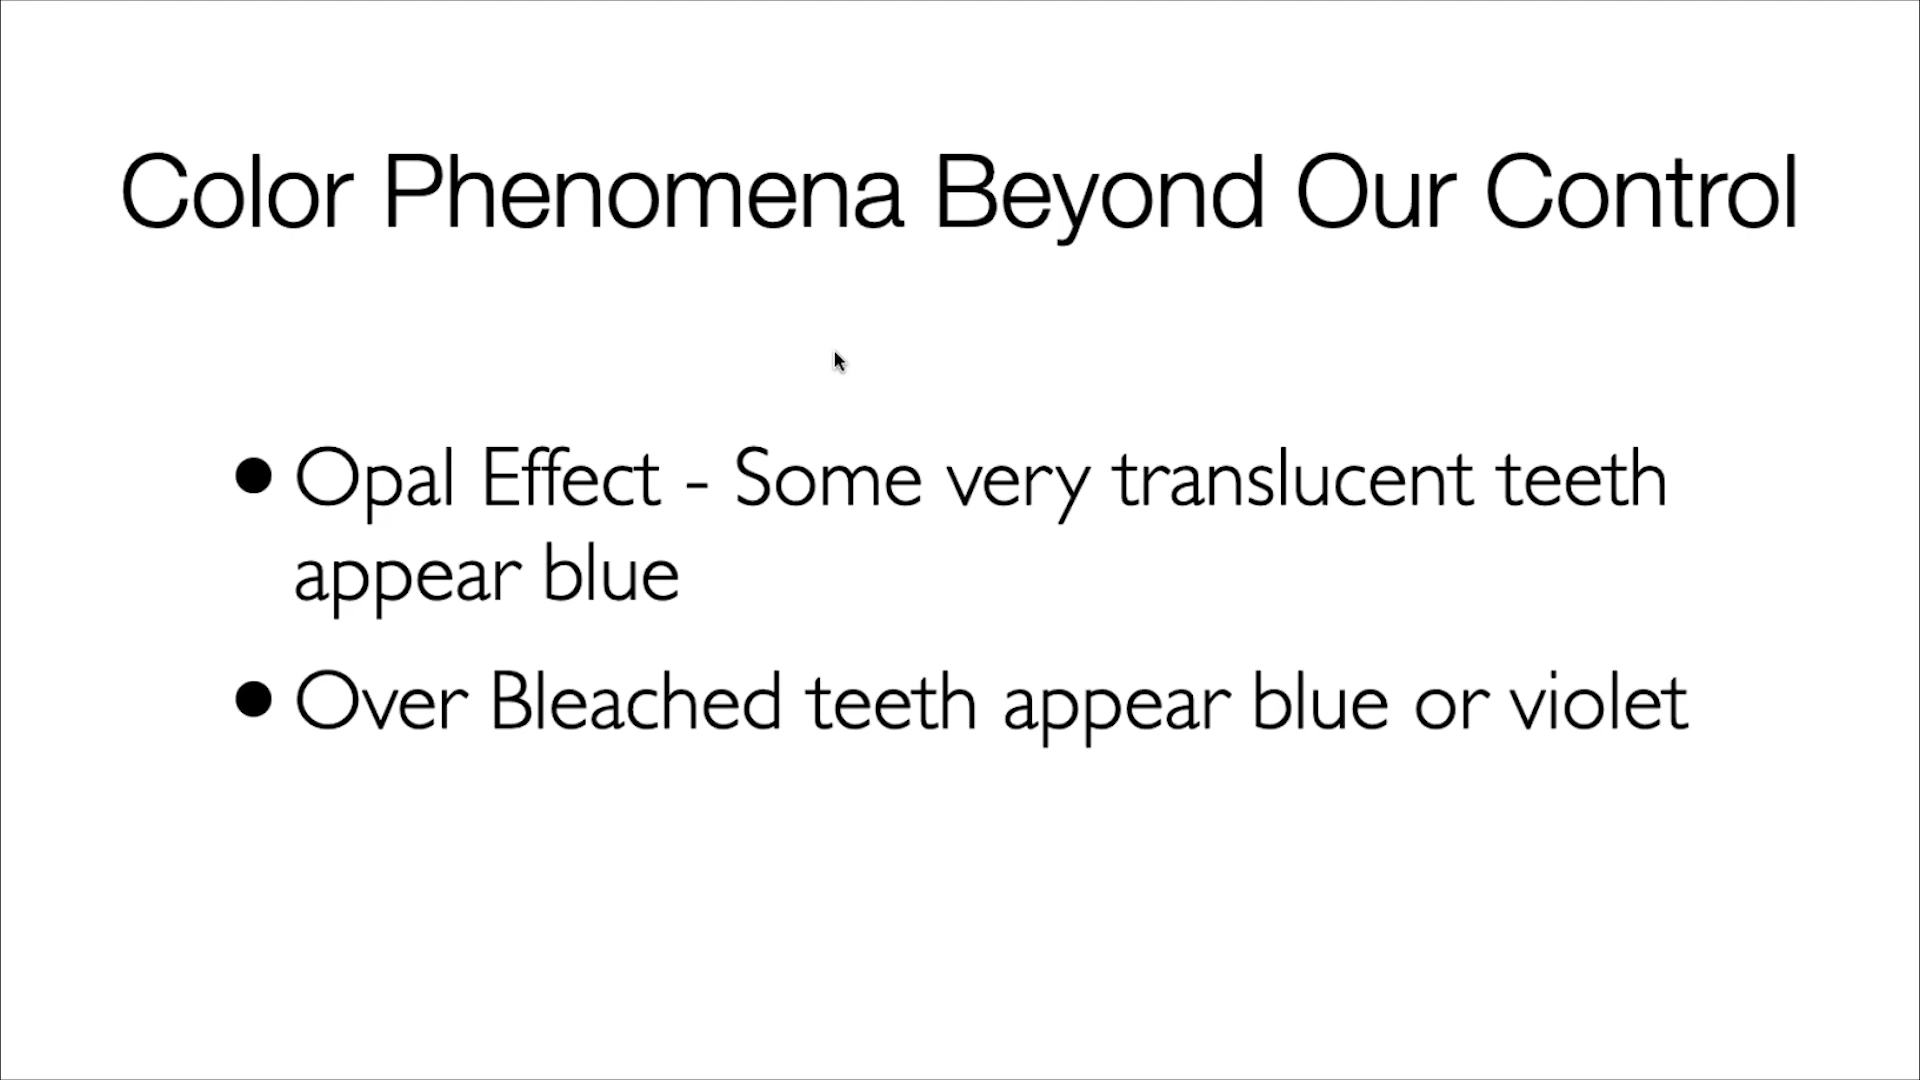 Color Phenomena Beyond Our Control
• Opal Effect - Some very translucent teeth
appear blue
• Over Bleached teeth appear blue or violet